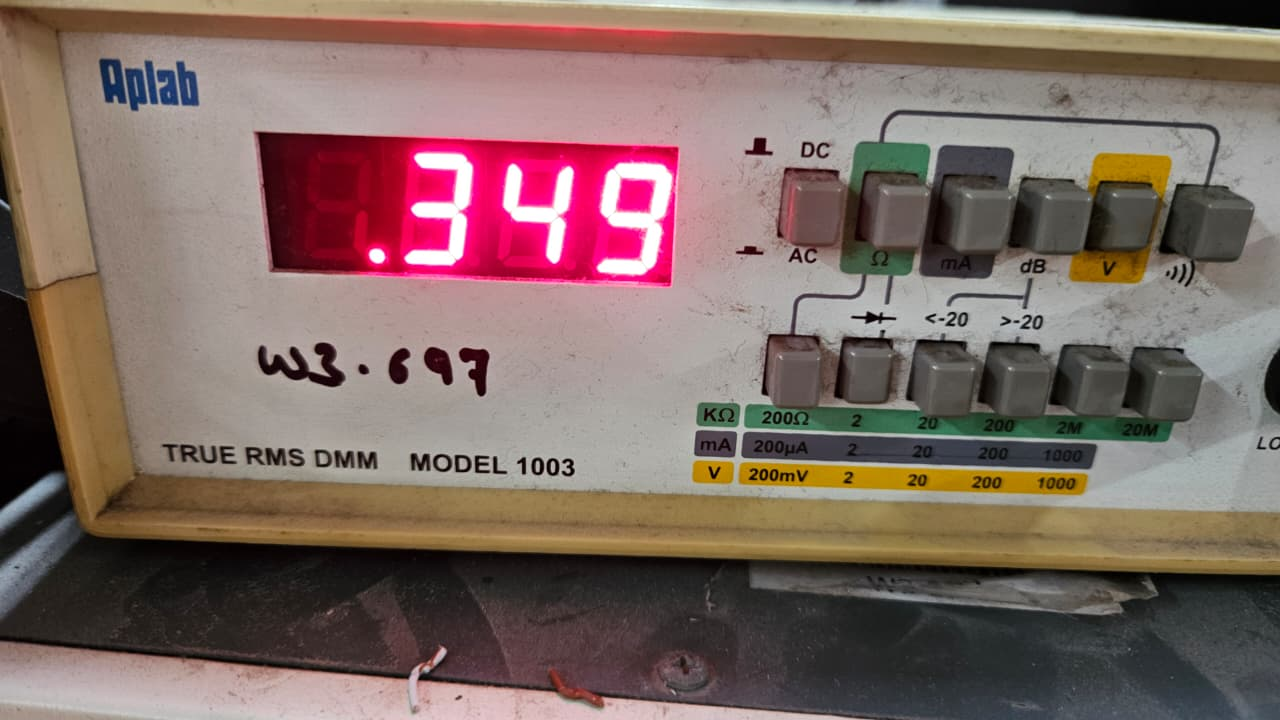 Aplab
.349
W3.697
TRUE RMS DMM MODEL 1003
DC
AC
Ω
mA
dB
V
<-20 >-20
KΩ 200Ω 2 20 200 2M 20M
mA 200µA 2 20 200 1000
V 200mV 2 20 200 1000